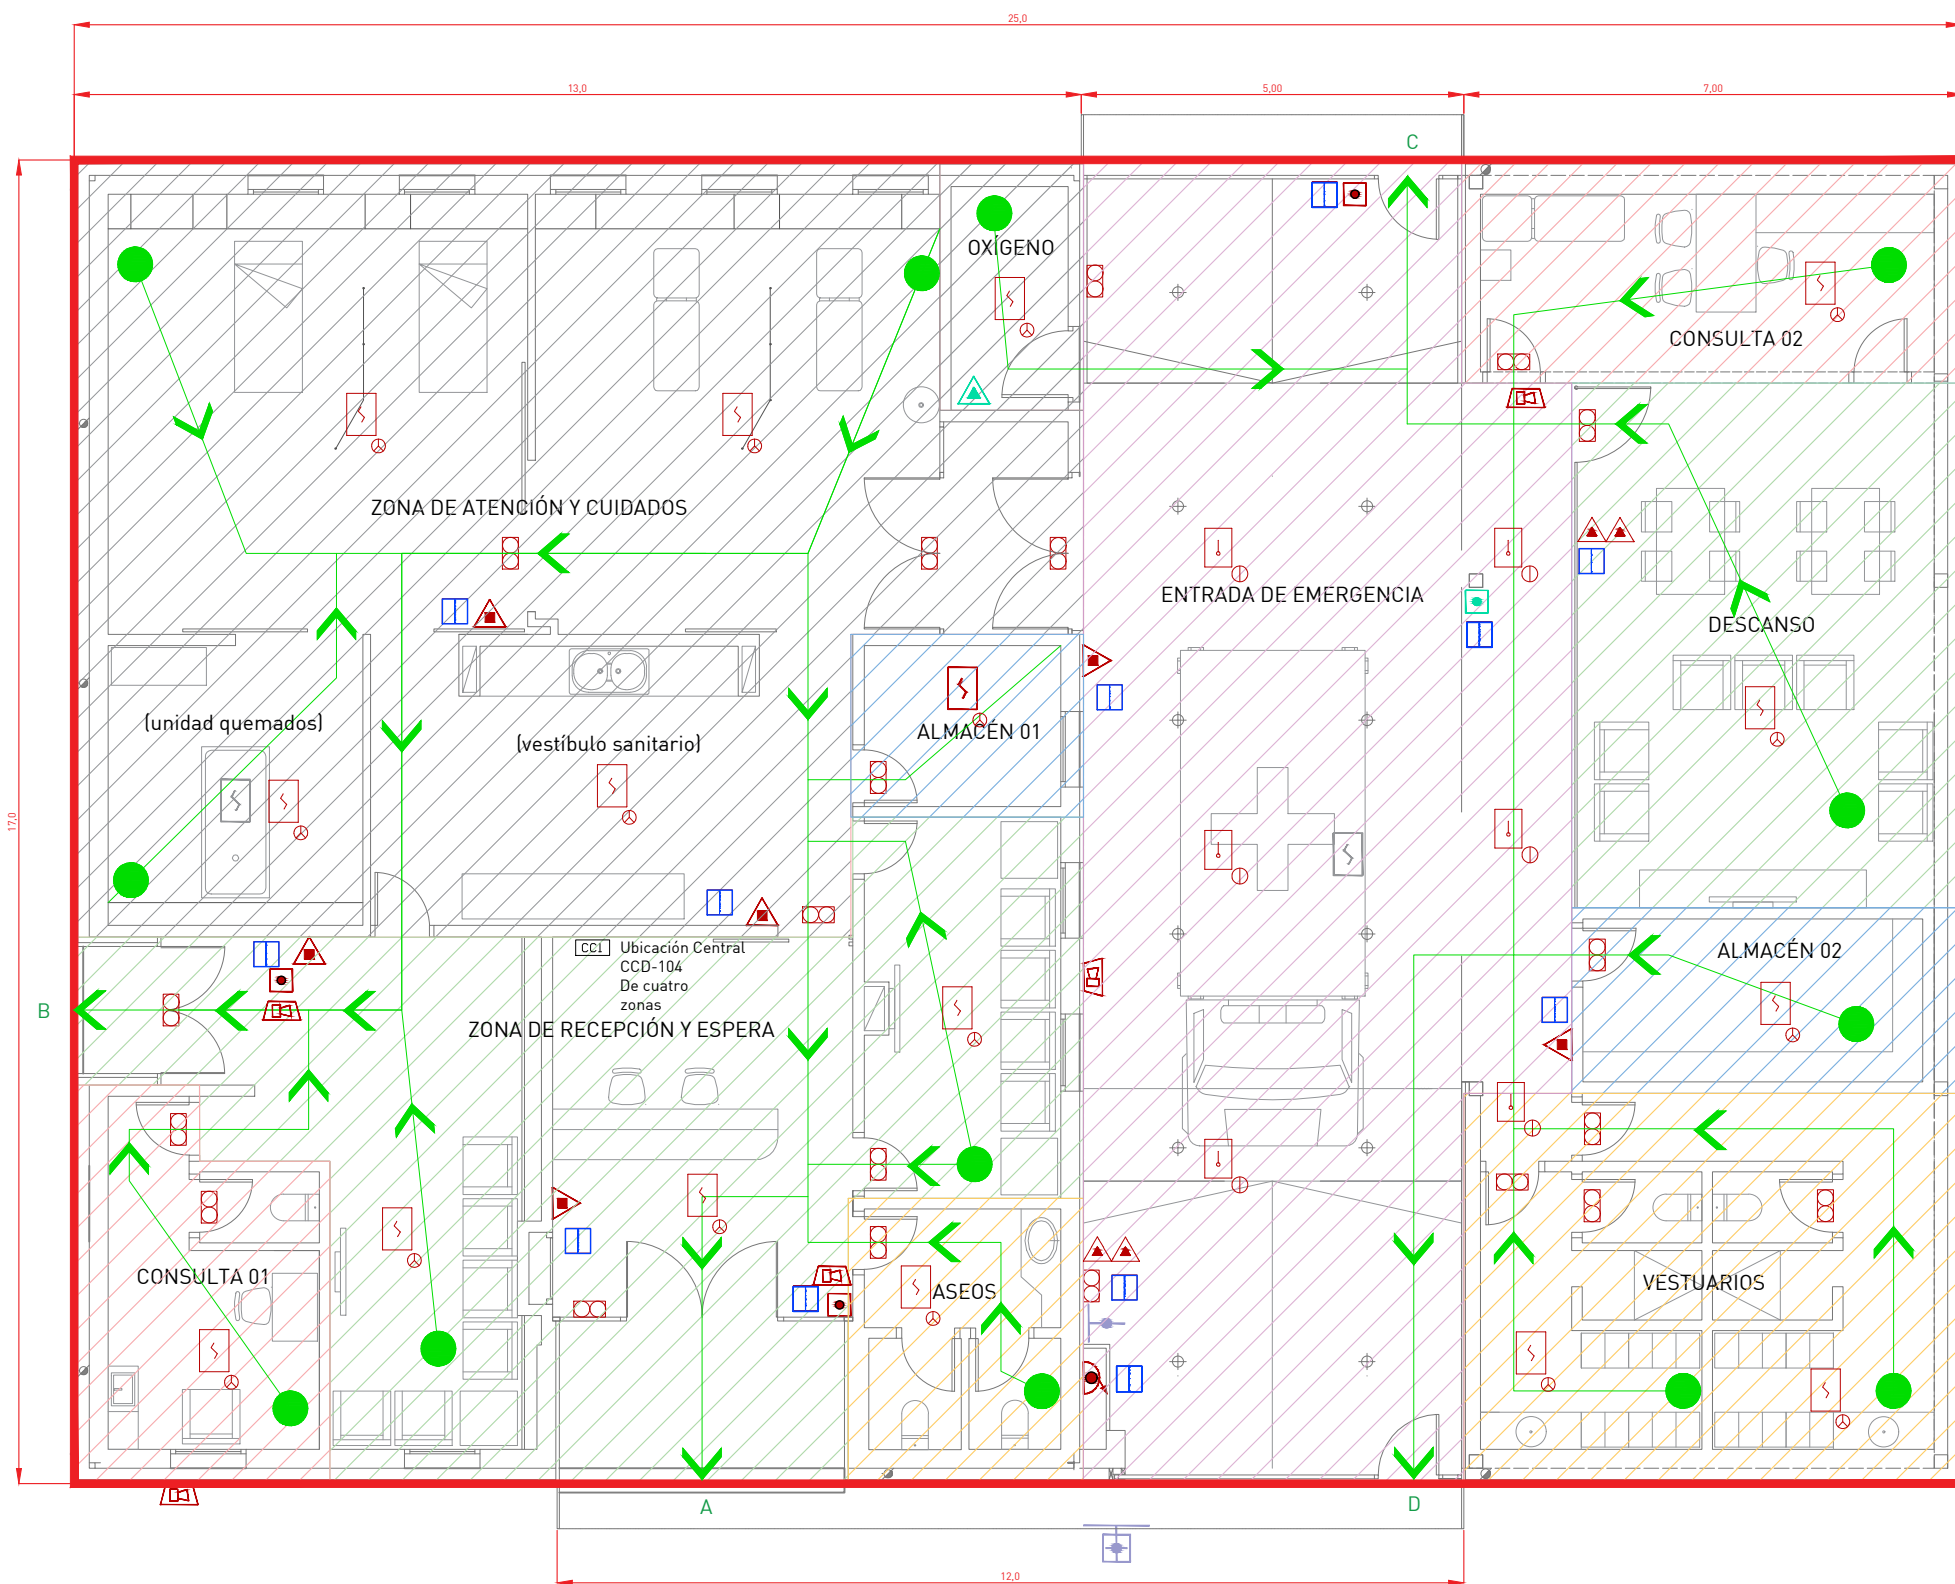 25,0
13,0
5,00
7,00
C
OXÍGENO
CONSULTA 02
ZONA DE ATENCIÓN Y CUIDADOS
ENTRADA DE EMERGENCIA
DESCANSO
(unidad quemados)
(vestíbulo sanitario)
ALMACÉN 01
17,0
CC1
Ubicación Central
CCD-104
De cuatro
zonas
ALMACÉN 02
B
ZONA DE RECEPCIÓN Y ESPERA
CONSULTA 01
ASEOS
VESTUARIOS
A
D
12,0